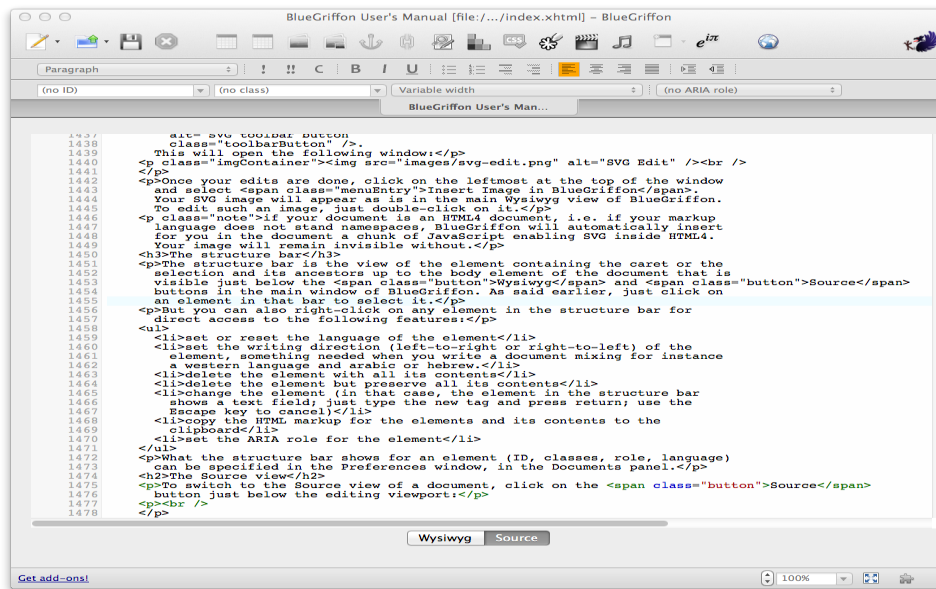 BlueGriffon User's Manual [file:/.../index.xhtml] – BlueGriffon
CSS
e^iπ
Paragraph ! !! C B I U
(no ID) (no class) Variable width (no ARIA role)
BlueGriffon User's Man...
1437 alt="SVG toolbar button"
1438 class="toolbarButton" />.
1439 This will open the following window:</p>
1440 <p class="imgContainer"><img src="images/svg-edit.png" alt="SVG Edit" /><br />
1441 </p>
1442 <p>Once your edits are done, click on the leftmost at the top of the window
1443 and select <span class="menuEntry">Insert Image in BlueGriffon</span>.
1444 Your SVG image will appear as is in the main Wysiwyg view of BlueGriffon.
1445 To edit such an image, just double-click on it.</p>
1446 <p class="note">if your document is an HTML4 document, i.e. if your markup
1447 language does not stand namespaces, BlueGriffon will automatically insert
1448 for you in the document a chunk of JavaScript enabling SVG inside HTML4.
1449 Your image will remain invisible without.</p>
1450 <h3>The structure bar</h3>
1451 <p>The structure bar is the view of the element containing the caret or the
1452 selection and its ancestors up to the body element of the document that is
1453 visible just below the <span class="button">Wysiwyg</span> and <span class="button">Source</span>
1454 buttons in the main window of BlueGriffon. As said earlier, just click on
1455 an element in that bar to select it.</p>
1456 <p>But you can also right-click on any element in the structure bar for
1457 direct access to the following features:</p>
1458 <ul>
1459 <li>set or reset the language of the element</li>
1460 <li>set the writing direction (left-to-right or right-to-left) of the
1461 element, something needed when you write a document mixing for instance
1462 a western language and arabic or hebrew.</li>
1463 <li>delete the element with all its contents</li>
1464 <li>delete the element but preserve all its contents</li>
1465 <li>change the element (in that case, the element in the structure bar
1466 shows a text field; just type the new tag and press return; use the
1467 Escape key to cancel)</li>
1468 <li>copy the HTML markup for the elements and its contents to the
1469 clipboard</li>
1470 <li>set the ARIA role for the element</li>
1471 </ul>
1472 <p>What the structure bar shows for an element (ID, classes, role, language)
1473 can be specified in the Preferences window, in the Documents panel.</p>
1474 <h2>The Source view</h2>
1475 <p>To switch to the Source view of a document, click on the <span class="button">Source</span>
1476 button just below the editing viewport:</p>
1477 <p><br />
1478 </p>
Wysiwyg Source
Get add-ons! 100%